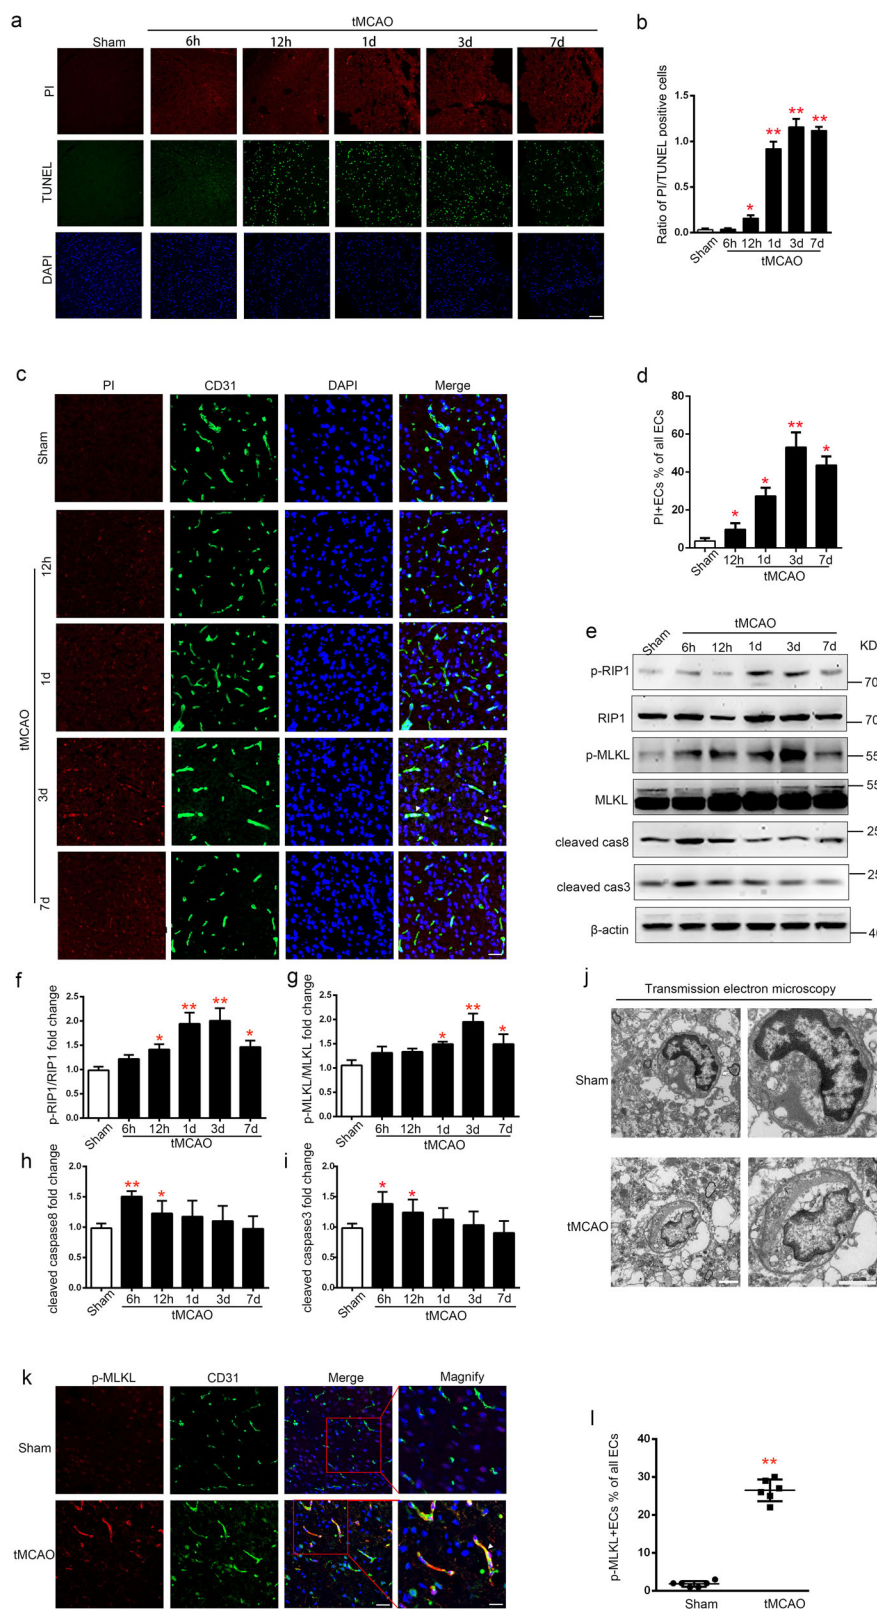 a
tMCAO
Sham 6h 12h 1d 3d 7d
PI
TUNEL
DAPI
b
Ratio of PI/TUNEL positive cells
1.5
1.0
0.5
0.0
*
**
**
**
Sham 6h 12h 1d 3d 7d
tMCAO
c
PI CD31 DAPI Merge
Sham
12h
1d
3d
7d
tMCAO
d
PI+ECs % of all ECs
80
60
40
20
0
*
*
**
*
Sham 12h 1d 3d 7d
tMCAO
e
tMCAO
Sham 6h 12h 1d 3d 7d KD
p-RIP1 70
RIP1 70
p-MLKL 55
MLKL 55
cleaved cas8 25
cleaved cas3 25
β-actin 40
f
p-RIP1/RIP1 fold change
2.5
2.0
1.5
1.0
0.5
0.0
*
**
**
*
Sham 6h 12h 1d 3d 7d
tMCAO
g
p-MLKL/MLKL fold change
2.5
2.0
1.5
1.0
0.5
0.0
*
**
*
Sham 6h 12h 1d 3d 7d
tMCAO
h
cleaved caspase8 fold change
2.0
1.5
1.0
0.5
0.0
**
*
Sham 6h 12h 1d 3d 7d
tMCAO
i
cleaved caspase3 fold change
2.0
1.5
1.0
0.5
0.0
*
*
Sham 6h 12h 1d 3d 7d
tMCAO
j
Transmission electron microscopy
Sham
tMCAO
k
p-MLKL CD31 Merge Magnify
Sham
tMCAO
l
p-MLKL+ECs % of all ECs
40
30
20
10
0
**
Sham tMCAO